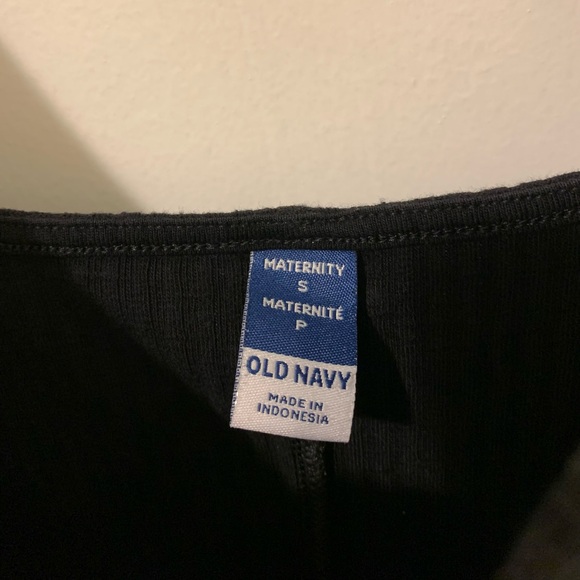 MATERNITY
S
MATERNITÉ
P
OLD NAVY
MADE IN
INDONESIA